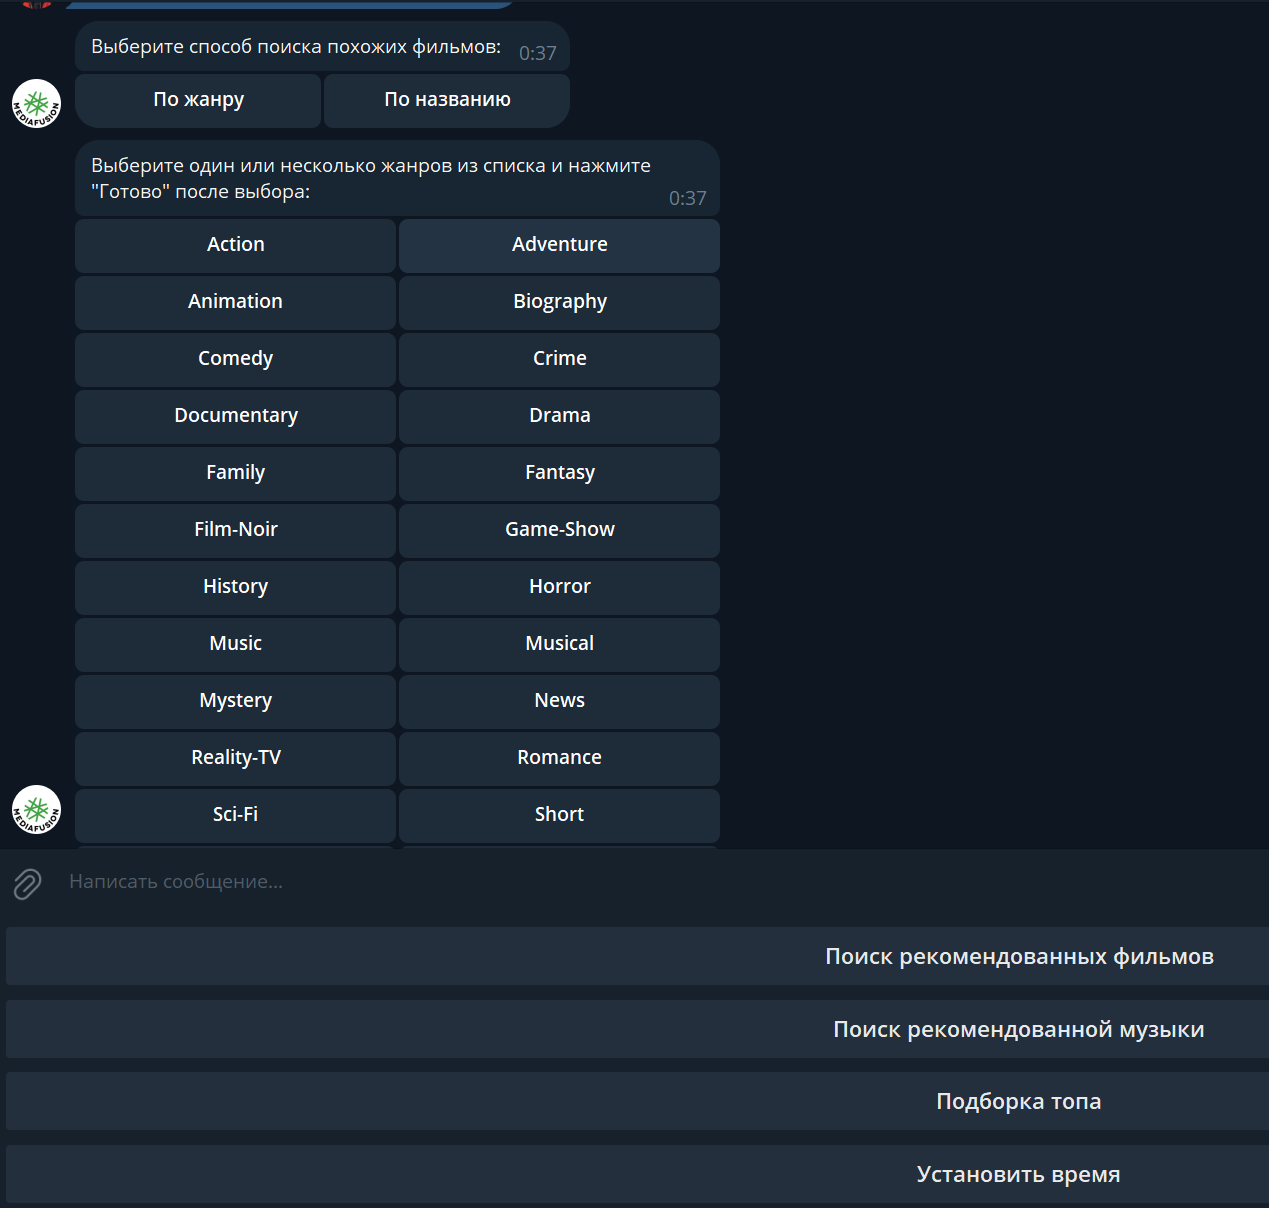 Выберите способ поиска похожих фильмов: 0:37
По жанру По названию
MEDIAFUSION
Выберите один или несколько жанров из списка и нажмите
"Готово" после выбора: 0:37
Action Adventure
Animation Biography
Comedy Crime
Documentary Drama
Family Fantasy
Film-Noir Game-Show
History Horror
Music Musical
Mystery News
Reality-TV Romance
Sci-Fi Short
MEDIAFUSION
Написать сообщение...
Поиск рекомендованных фильмов
Поиск рекомендованной музыки
Подборка топа
Установить время